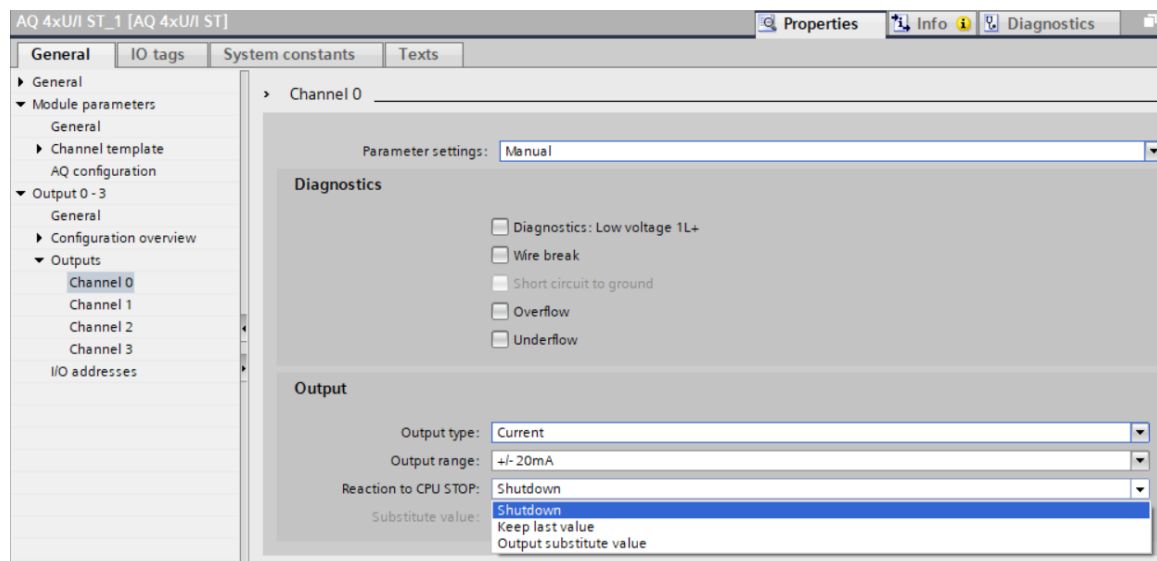 AQ 4xU/I ST_1 [AQ 4xU/I ST]
Properties
Info
Diagnostics
General
IO tags
System constants
Texts
General
Module parameters
General
Channel template
AQ configuration
Output 0 - 3
General
Configuration overview
Outputs
Channel 0
Channel 1
Channel 2
Channel 3
I/O addresses
Channel 0
Parameter settings: Manual
Diagnostics
Diagnostics: Low voltage 1L+
Wire break
Short circuit to ground
Overflow
Underflow
Output
Output type: Current
Output range: +/- 20mA
Reaction to CPU STOP: Shutdown
Substitute value:
Shutdown
Keep last value
Output substitute value